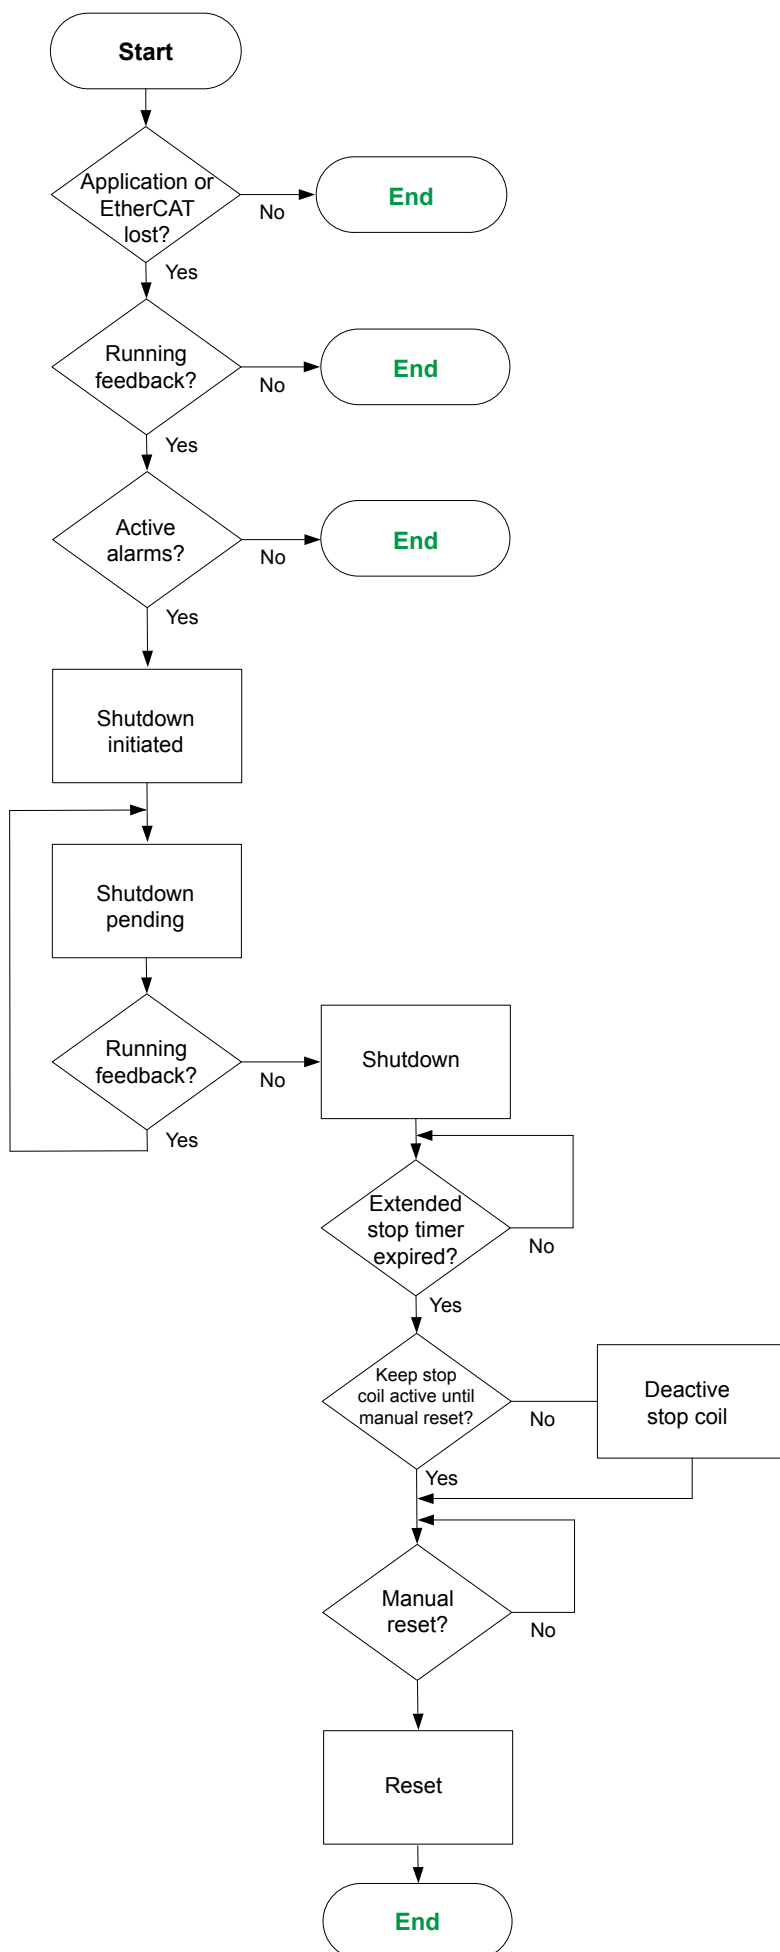 Start
Application or
EtherCAT
lost?
No
End
Yes
Running
feedback?
No
End
Yes
Active
alarms?
No
End
Yes
Shutdown
initiated
Shutdown
pending
Running
feedback?
No
Yes
Shutdown
Extended
stop timer
expired?
No
Yes
Keep stop
coil active until
manual reset?
No
Deactive
stop coil
Yes
Manual
reset?
No
Reset
End